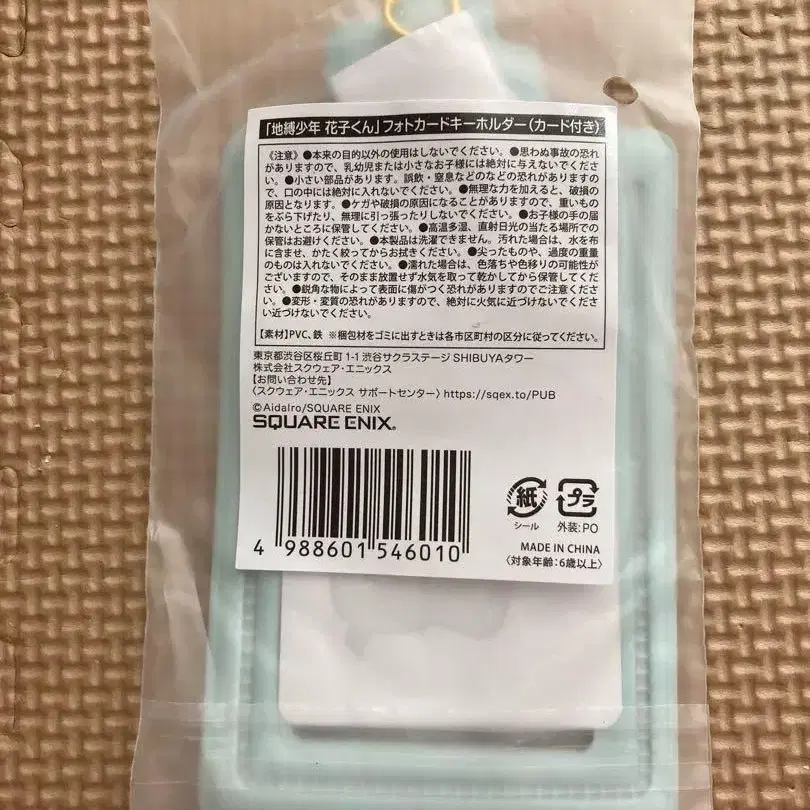 「地縛少年 花子くん」フォトカードキーホルダー(カード付き)
《注意》●本来の目的以外の使用はしないでください。●思わぬ事故の恐れ
がありますので、乳幼児または小さなお子様には絶対に与えないでくださ
い。●小さい部品があります。誤飲・窒息などのなどの恐れがありますの
で、口の中には絶対に入れないでください。●無理な力を加えると、破損の
原因となります。●ケガや破損の原因になることがありますので、重いもの
をぶら下げたり、無理に引っ張ったりしないでください。●お子様の手の届
かないところに保管してください。●高温多湿、直射日光の当たる場所での
保管はお避けください。●本製品は洗濯できません。汚れた場合は、水を布
に含ませ、かたく絞ってからお拭きください。●尖ったものや、過度の重量
のものは入れないでください。●濡れた場合は、色落ちや色移りの可能性が
ございますので、そのまま放置せず水気を取って乾かしてから保管してくださ
い。●鋭角な物によって表面に傷がつく恐れがありますのでご注意くださ
い。●変形・変質の恐れがありますので、絶対に火気に近づけないでくださ
い近づけないでください。
【素材】PVC、鉄 ※梱包材をゴミに出すときは各市区町村の区分に従ってください。
東京都渋谷区桜丘町 1-1 渋谷サクラステージ SHIBUYAタワー
株式会社スクウェア・エニックス
【お問い合わせ先】
〈スクウェア・エニックス サポートセンター〉https://sqex.to/PUB
©AidaIro/SQUARE ENIX
SQUARE ENIX®
4 988601 546010
紙 プラ
シール 外装:PO
MADE IN CHINA
〈対象年齢:6歳以上〉